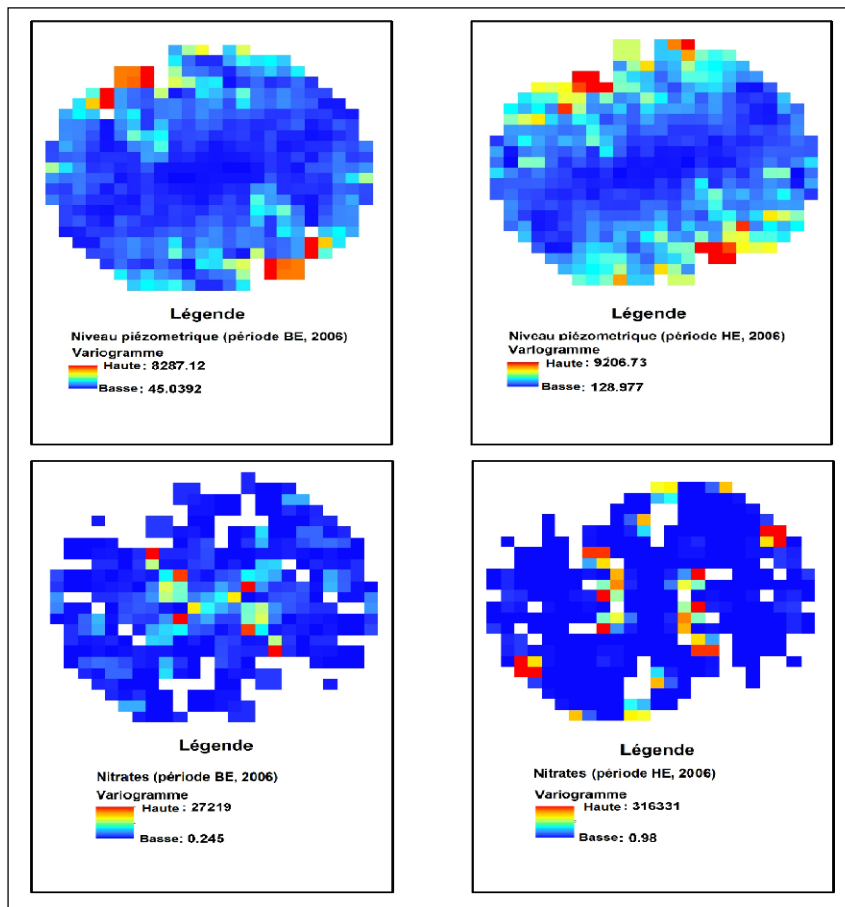 Légende
Niveau piézometrique (période BE, 2006)
Variogramme
Haute: 8287.12
Basse: 45.0392
Légende
Niveau piézometrique (période HE, 2006)
Variogramme
Haute: 9206.73
Basse: 128.977
Légende
Nitrates (période BE, 2006)
Variogramme
Haute: 27219
Basse: 0.245
Légende
Nitrates (période HE, 2006)
Variogramme
Haute: 316331
Basse: 0.98